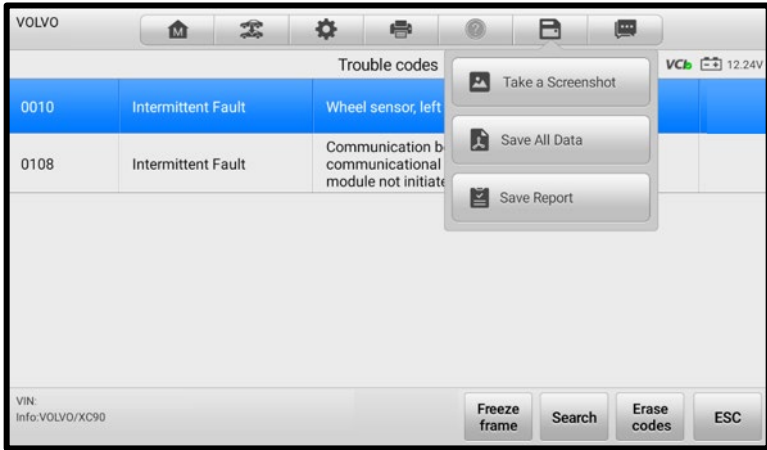 VOLVO
M
Trouble codes
VCI 12.24V
Take a Screenshot
0010 Intermittent Fault Wheel sensor, left
Save All Data
0108 Intermittent Fault Communication b
communicational
module not initiate
Save Report
VIN:
Info:VOLVO/XC90
Freeze
frame
Search
Erase
codes
ESC